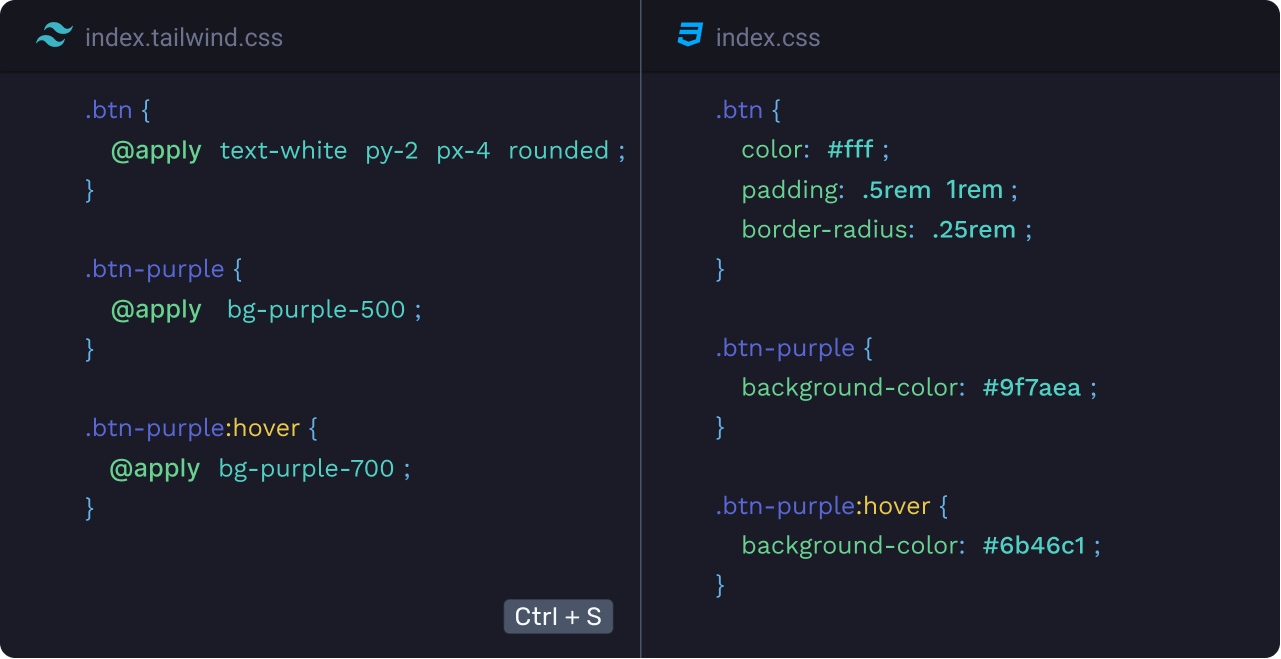 index.tailwind.css
.btn {
@apply text-white py-2 px-4 rounded ;
}
.btn-purple {
@apply bg-purple-500 ;
}
.btn-purple:hover {
@apply bg-purple-700 ;
}
Ctrl + S
index.css
.btn {
color: #fff ;
padding: .5rem 1rem ;
border-radius: .25rem ;
}
.btn-purple {
background-color: #9f7aea ;
}
.btn-purple:hover {
background-color: #6b46c1 ;
}